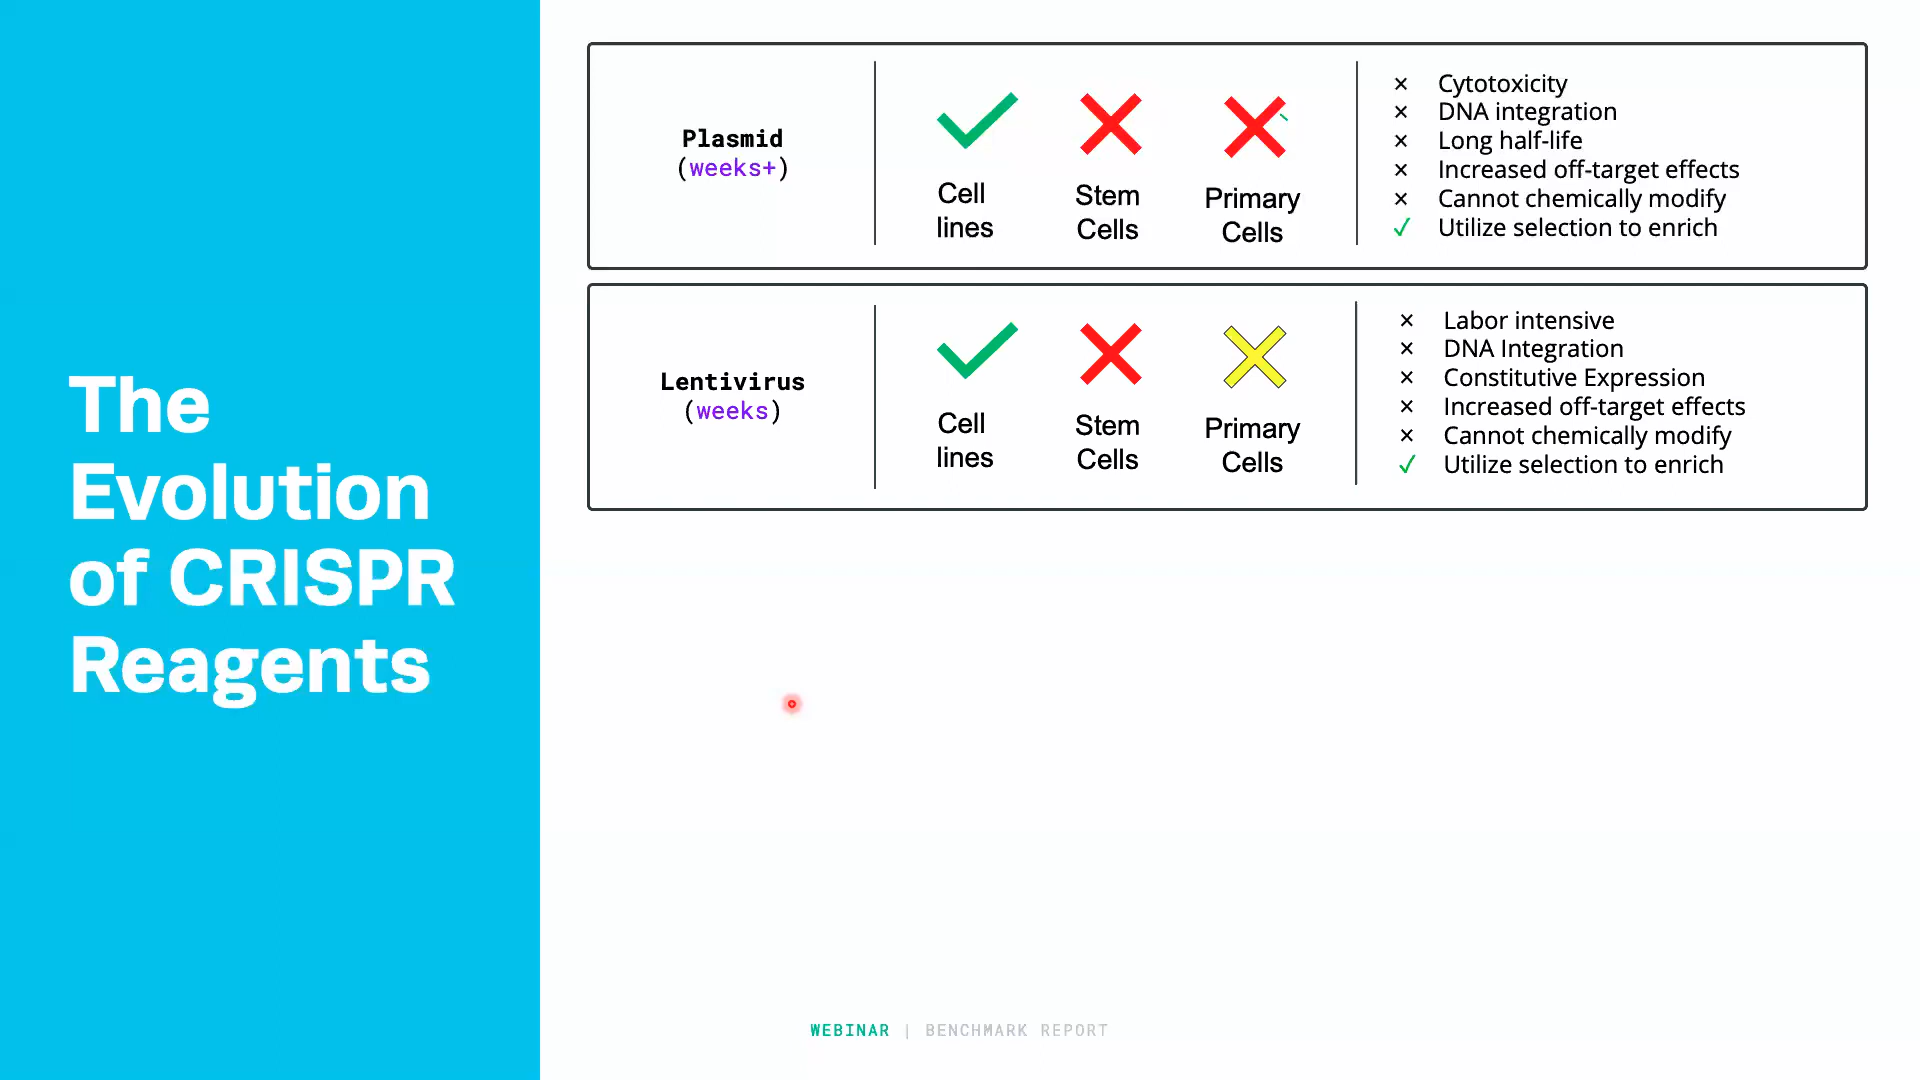 The
Evolution
of CRISPR
Reagents
Plasmid
(weeks+)
Cell
lines
Stem
Cells
Primary
Cells
Cytotoxicity
DNA integration
Long half-life
Increased off-target effects
Cannot chemically modify
Utilize selection to enrich
Lentivirus
(weeks)
Cell
lines
Stem
Cells
Primary
Cells
Labor intensive
DNA Integration
Constitutive Expression
Increased off-target effects
Cannot chemically modify
Utilize selection to enrich
WEBINAR | BENCHMARK REPORT